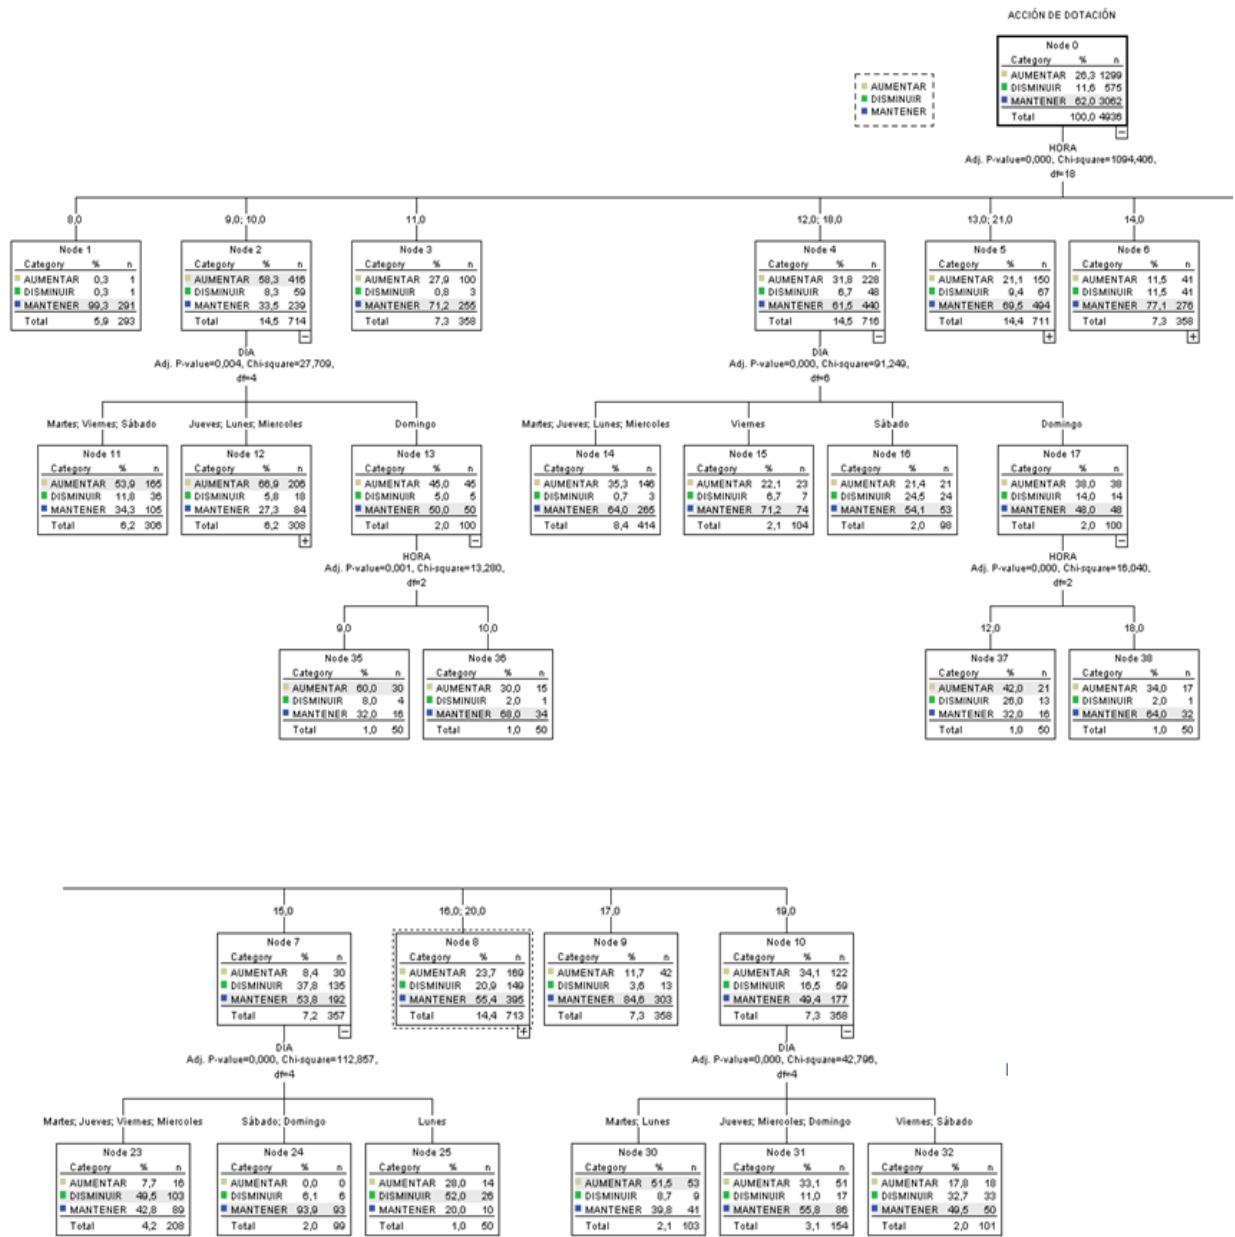 ACCIÓN DE DOTACIÓN
Node 0
Category % n
AUMENTAR 26,3 1299
DISMINUIR 11,6 575
MANTENER 62,0 3062
Total 100,0 4936
AUMENTAR
DISMINUIR
MANTENER
HORA
Adj. P-value=0,000, Chi-square=1094,406,
df=18
8,0
9,0; 10,0
11,0
12,0; 18,0
13,0; 21,0
14,0
Node 1
Category % n
AUMENTAR 0,3 1
DISMINUIR 0,3 1
MANTENER 99,3 291
Total 5,9 293
Node 2
Category % n
AUMENTAR 58,3 416
DISMINUIR 8,3 59
MANTENER 33,5 239
Total 14,5 714
Node 3
Category % n
AUMENTAR 27,9 100
DISMINUIR 0,8 3
MANTENER 71,2 255
Total 7,3 358
Node 4
Category % n
AUMENTAR 31,8 228
DISMINUIR 6,7 48
MANTENER 61,5 440
Total 14,5 716
Node 5
Category % n
AUMENTAR 21,1 150
DISMINUIR 9,4 67
MANTENER 69,5 494
Total 14,4 711
Node 6
Category % n
AUMENTAR 11,5 41
DISMINUIR 11,5 41
MANTENER 77,1 276
Total 7,3 358
DIA
Adj. P-value=0,004, Chi-square=27,709,
df=4
DIA
Adj. P-value=0,000, Chi-square=91,249,
df=6
Martes; Viernes; Sábado
Jueves; Lunes; Miercoles
Domingo
Martes; Jueves; Lunes; Miercoles
Viernes
Sábado
Domingo
Node 11
Category % n
AUMENTAR 53,9 165
DISMINUIR 11,8 36
MANTENER 34,3 105
Total 6,2 306
Node 12
Category % n
AUMENTAR 66,9 206
DISMINUIR 5,8 18
MANTENER 27,3 84
Total 6,2 308
Node 13
Category % n
AUMENTAR 45,0 45
DISMINUIR 5,0 5
MANTENER 50,0 50
Total 2,0 100
Node 14
Category % n
AUMENTAR 35,3 146
DISMINUIR 0,7 3
MANTENER 64,0 265
Total 8,4 414
Node 15
Category % n
AUMENTAR 22,1 23
DISMINUIR 6,7 7
MANTENER 71,2 74
Total 2,1 104
Node 16
Category % n
AUMENTAR 21,4 21
DISMINUIR 24,5 24
MANTENER 54,1 53
Total 2,0 98
Node 17
Category % n
AUMENTAR 38,0 38
DISMINUIR 14,0 14
MANTENER 48,0 48
Total 2,0 100
HORA
Adj. P-value=0,001, Chi-square=13,280,
df=2
HORA
Adj. P-value=0,000, Chi-square=16,040,
df=2
9,0
10,0
12,0
18,0
Node 35
Category % n
AUMENTAR 60,0 30
DISMINUIR 8,0 4
MANTENER 32,0 16
Total 1,0 50
Node 36
Category % n
AUMENTAR 30,0 15
DISMINUIR 2,0 1
MANTENER 68,0 34
Total 1,0 50
Node 37
Category % n
AUMENTAR 42,0 21
DISMINUIR 26,0 13
MANTENER 32,0 16
Total 1,0 50
Node 38
Category % n
AUMENTAR 34,0 17
DISMINUIR 2,0 1
MANTENER 64,0 32
Total 1,0 50
15,0
16,0; 20,0
17,0
19,0
Node 7
Category % n
AUMENTAR 8,4 30
DISMINUIR 37,8 135
MANTENER 53,8 192
Total 7,2 357
Node 8
Category % n
AUMENTAR 23,7 169
DISMINUIR 20,9 149
MANTENER 55,4 395
Total 14,4 713
Node 9
Category % n
AUMENTAR 11,7 42
DISMINUIR 3,6 13
MANTENER 84,6 303
Total 7,3 358
Node 10
Category % n
AUMENTAR 34,1 122
DISMINUIR 16,5 59
MANTENER 49,4 177
Total 7,3 358
DIA
Adj. P-value=0,000, Chi-square=112,857,
df=4
DIA
Adj. P-value=0,000, Chi-square=42,796,
df=4
Martes; Jueves; Viernes; Miercoles
Sábado; Domingo
Lunes
Martes; Lunes
Jueves; Miercoles; Domingo
Viernes; Sábado
Node 23
Category % n
AUMENTAR 7,7 16
DISMINUIR 49,5 103
MANTENER 42,8 89
Total 4,2 208
Node 24
Category % n
AUMENTAR 0,0 0
DISMINUIR 6,1 6
MANTENER 93,9 93
Total 2,0 99
Node 25
Category % n
AUMENTAR 28,0 14
DISMINUIR 52,0 26
MANTENER 20,0 10
Total 1,0 50
Node 30
Category % n
AUMENTAR 51,5 53
DISMINUIR 8,7 9
MANTENER 39,8 41
Total 2,1 103
Node 31
Category % n
AUMENTAR 33,1 51
DISMINUIR 11,0 17
MANTENER 55,8 86
Total 3,1 154
Node 32
Category % n
AUMENTAR 17,8 18
DISMINUIR 32,7 33
MANTENER 49,5 50
Total 2,0 101